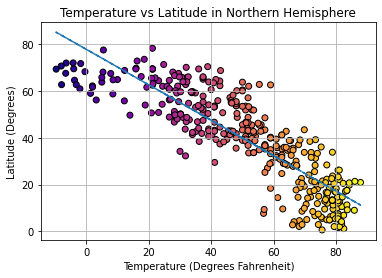 Temperature vs Latitude in Northern Hemisphere
80
60
40
20
0
Latitude (Degrees)
0 20 40 60 80
Temperature (Degrees Fahrenheit)